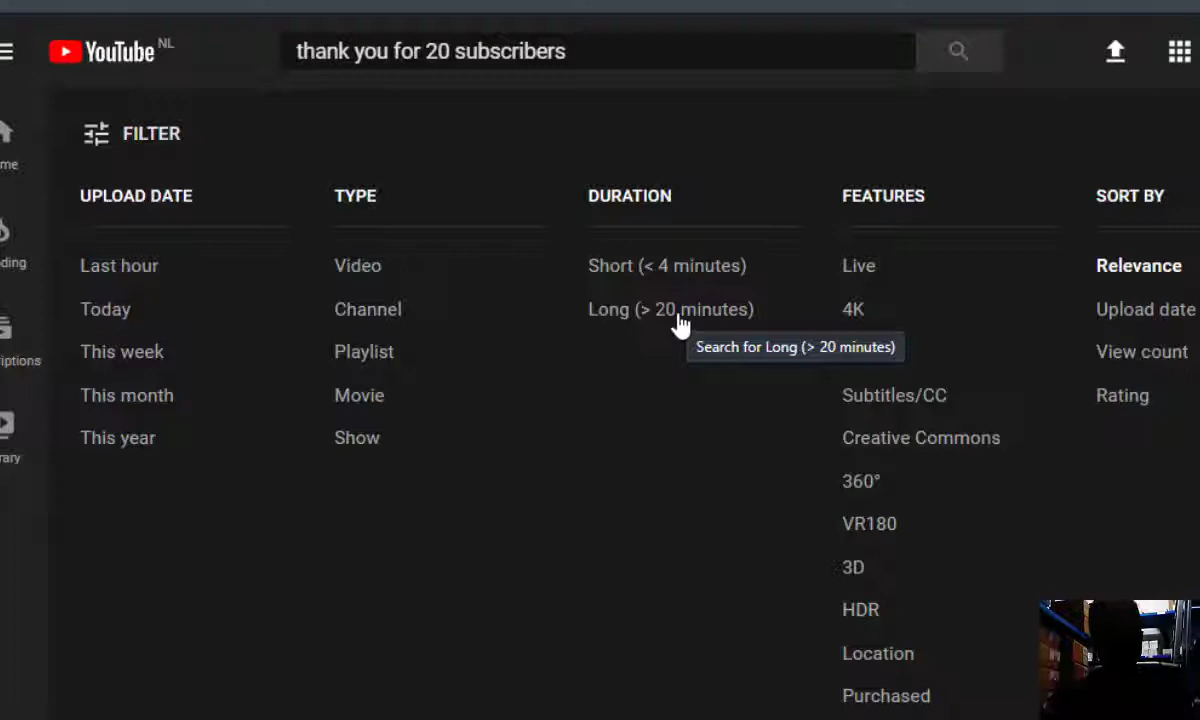 YouTube NL
thank you for 20 subscribers
FILTER
UPLOAD DATE
Last hour
Today
This week
This month
This year
TYPE
Video
Channel
Playlist
Movie
Show
DURATION
Short (< 4 minutes)
Long (> 20 minutes)
Search for Long (> 20 minutes)
FEATURES
Live
4K
Subtitles/CC
Creative Commons
360°
VR180
3D
HDR
Location
Purchased
SORT BY
Relevance
Upload date
View count
Rating